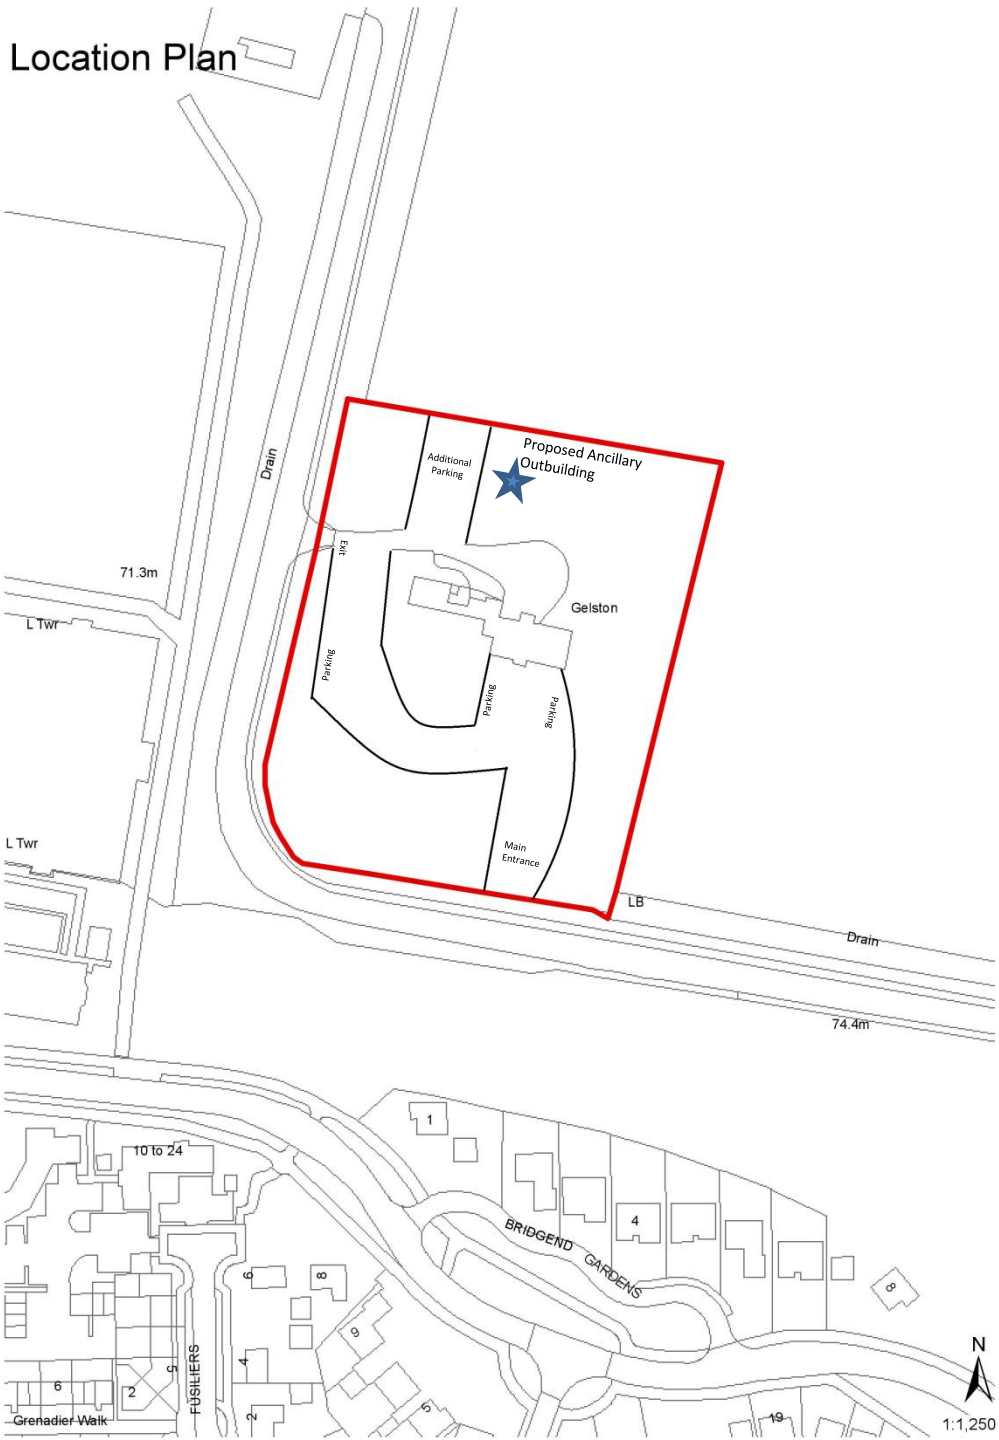 Location Plan
Drain
Proposed Ancillary
Outbuilding
Additional
Parking
Exit
71.3m
Gelston
L Twr
Parking
Parking
Parking
L Twr
Main
Entrance
LB
Drain
74.4m
1
10 to 24
4
BRIDGEND GARDENS
6
8
8
9
4
5
FUSILIERS
6
2
5
2
19
Grenadier Walk
N
1:1,250